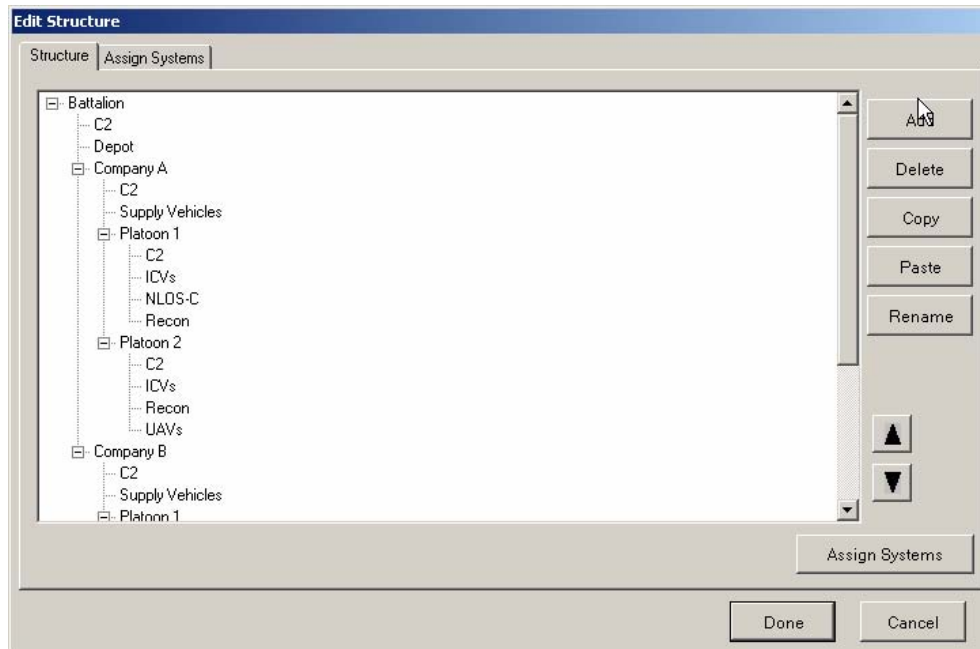 Edit Structure
Structure
Assign Systems
Battalion
C2
Depot
Company A
C2
Supply Vehicles
Platoon 1
C2
ICVs
NLOS-C
Recon
Platoon 2
C2
ICVs
Recon
UAVs
Company B
C2
Supply Vehicles
Platoon 1
Add
Delete
Copy
Paste
Rename
Assign Systems
Done
Cancel